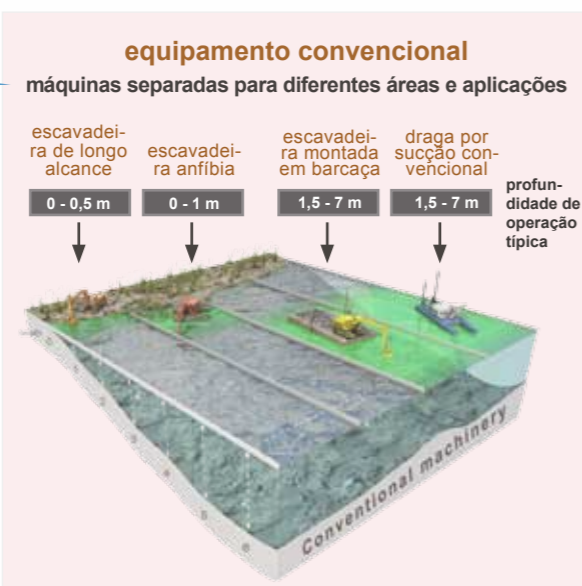 equipamento convencional
máquinas separadas para diferentes áreas e aplicações
escavadei-
ra de longo
alcance
0 - 0,5 m
escavadei-
ra anfíbia
0 - 1 m
escavadei-
ra montada
em barcaça
1,5 - 7 m
draga por
sucção con-
vencional
1,5 - 7 m
profun-
didade de
operação
típica
Conventional machinery